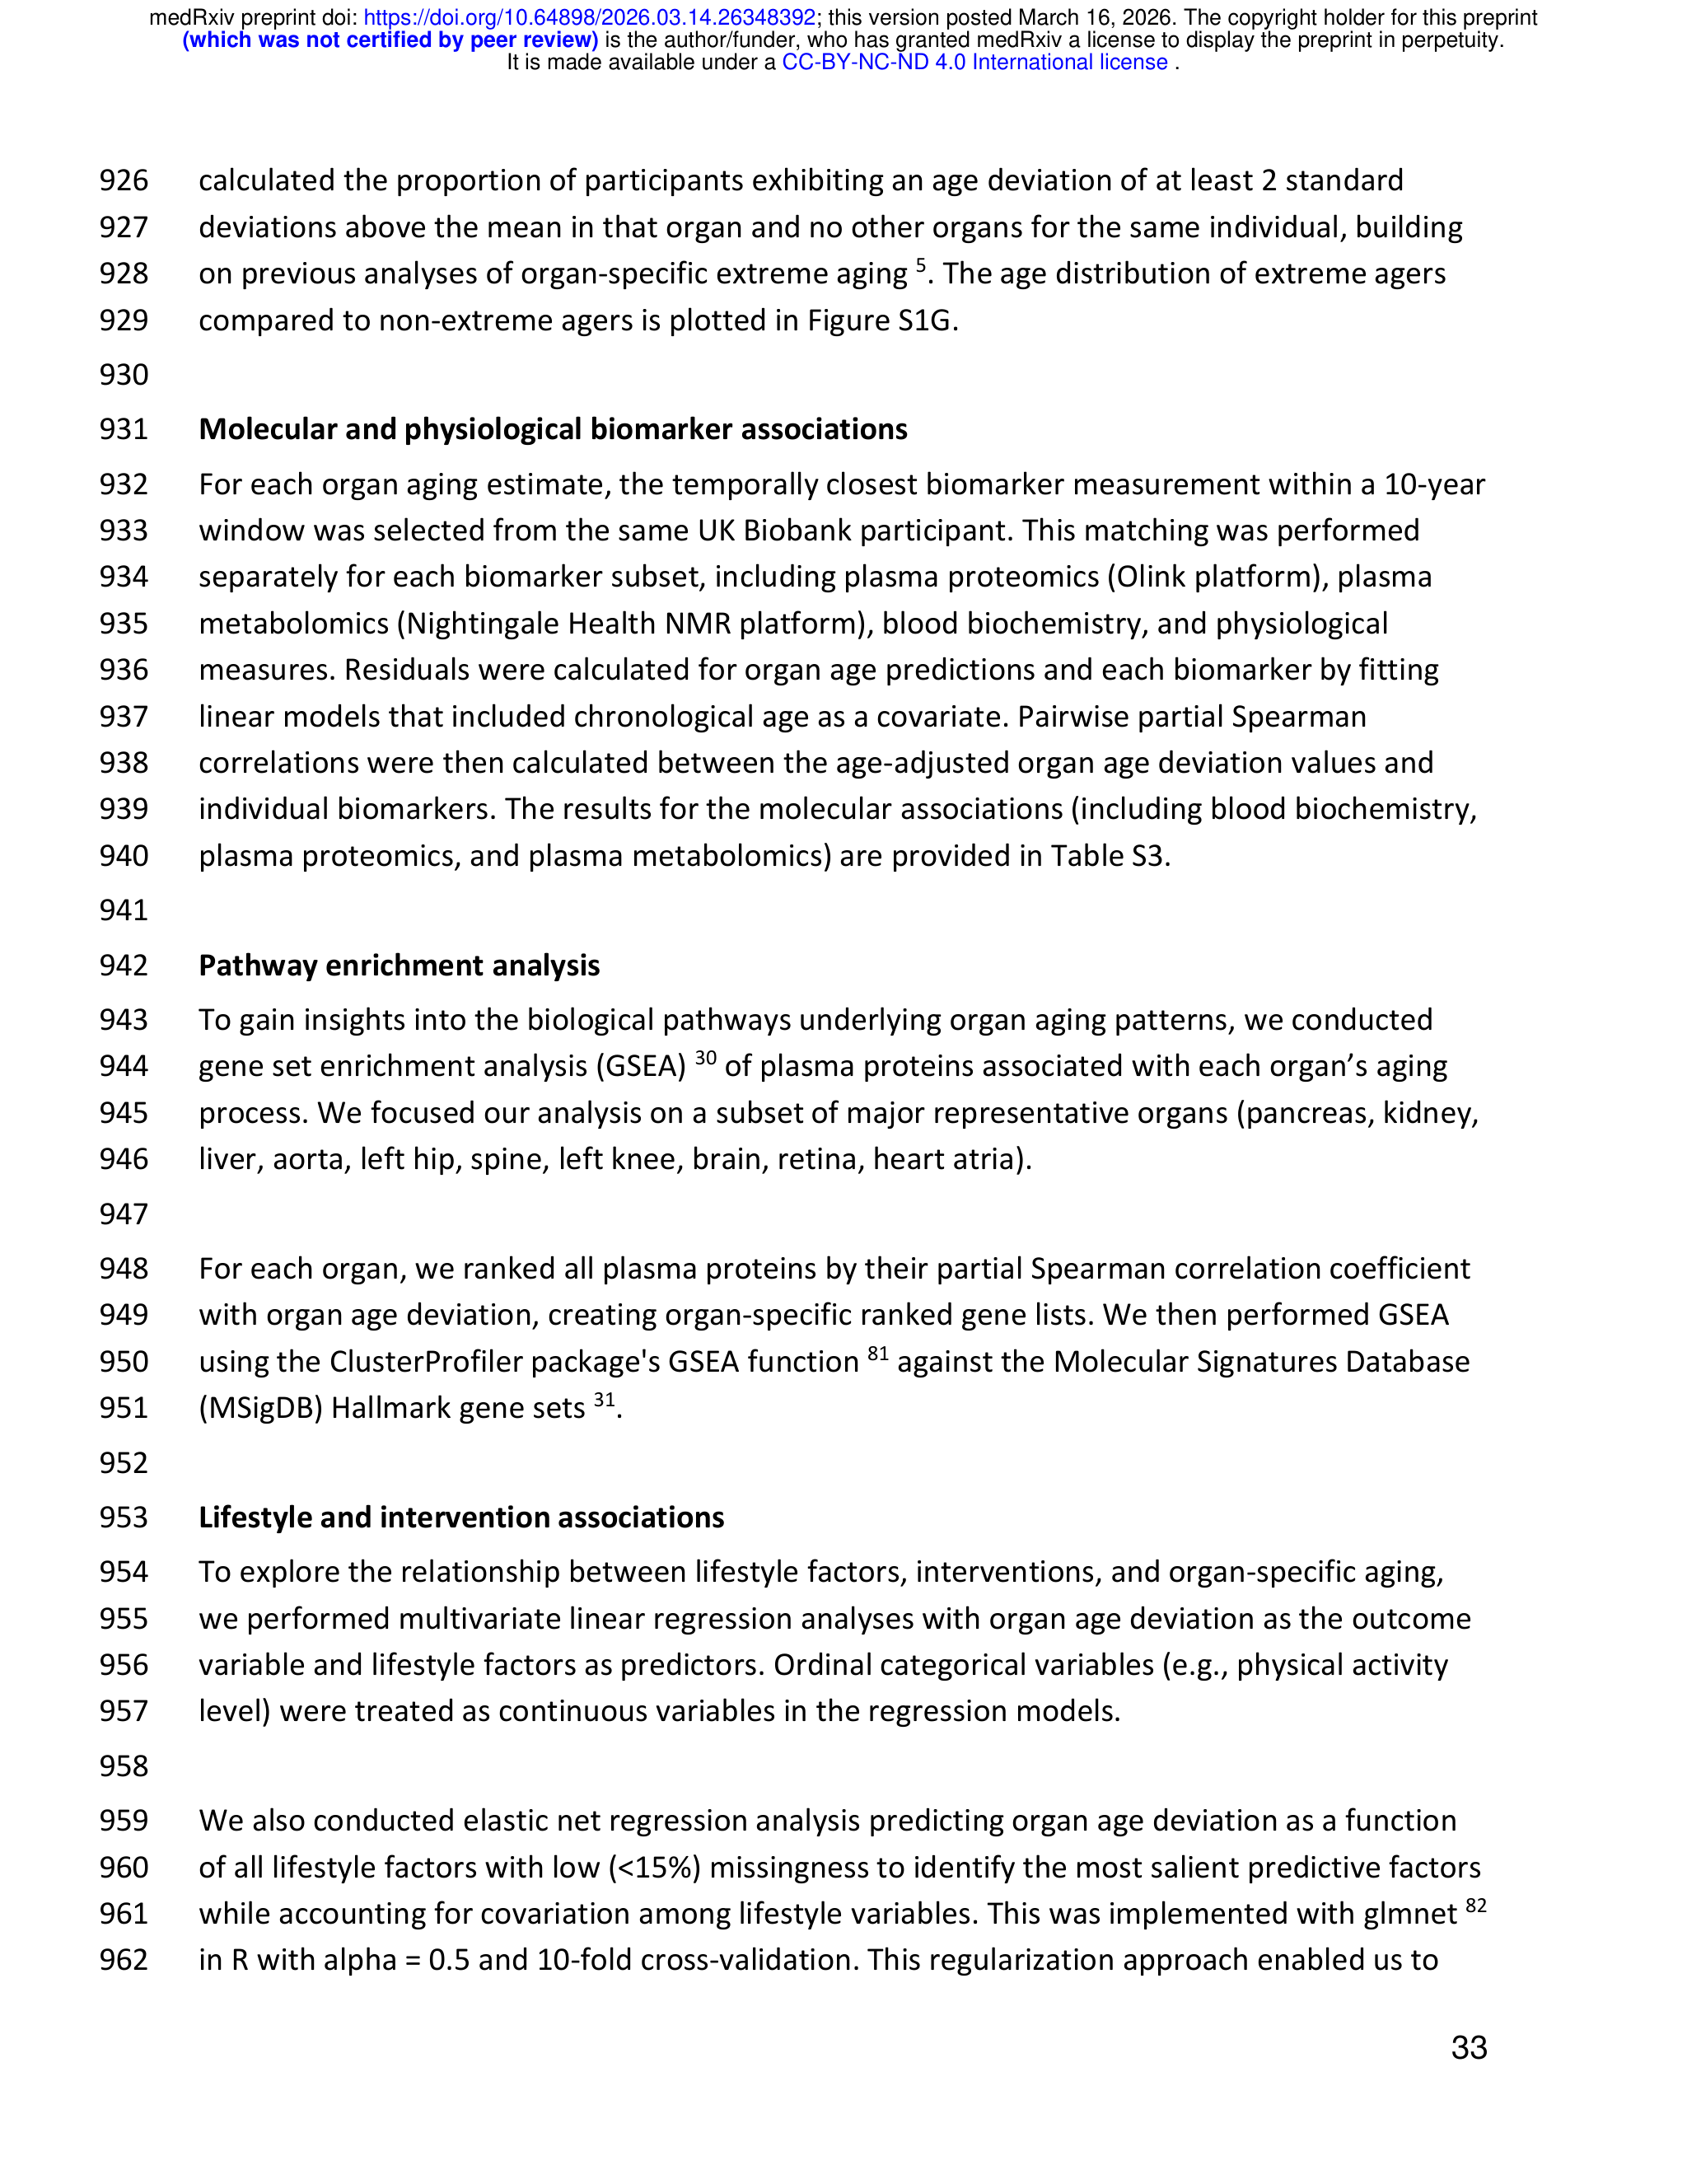 medRxiv preprint doi: https://doi.org/10.64898/2026.03.14.26348392; this version posted March 16, 2026. The copyright holder for this preprint
(which was not certified by peer review) is the author/funder, who has granted medRxiv a license to display the preprint in perpetuity.
It is made available under a CC-BY-NC-ND 4.0 International license .
926 calculated the proportion of participants exhibiting an age deviation of at least 2 standard
927 deviations above the mean in that organ and no other organs for the same individual, building
928 on previous analyses of organ-specific extreme aging 5. The age distribution of extreme agers
929 compared to non-extreme agers is plotted in Figure S1G.
930
931 Molecular and physiological biomarker associations
932 For each organ aging estimate, the temporally closest biomarker measurement within a 10-year
933 window was selected from the same UK Biobank participant. This matching was performed
934 separately for each biomarker subset, including plasma proteomics (Olink platform), plasma
935 metabolomics (Nightingale Health NMR platform), blood biochemistry, and physiological
936 measures. Residuals were calculated for organ age predictions and each biomarker by fitting
937 linear models that included chronological age as a covariate. Pairwise partial Spearman
938 correlations were then calculated between the age-adjusted organ age deviation values and
939 individual biomarkers. The results for the molecular associations (including blood biochemistry,
940 plasma proteomics, and plasma metabolomics) are provided in Table S3.
941
942 Pathway enrichment analysis
943 To gain insights into the biological pathways underlying organ aging patterns, we conducted
944 gene set enrichment analysis (GSEA) 30 of plasma proteins associated with each organ’s aging
945 process. We focused our analysis on a subset of major representative organs (pancreas, kidney,
946 liver, aorta, left hip, spine, left knee, brain, retina, heart atria).
947
948 For each organ, we ranked all plasma proteins by their partial Spearman correlation coefficient
949 with organ age deviation, creating organ-specific ranked gene lists. We then performed GSEA
950 using the ClusterProfiler package's GSEA function 81 against the Molecular Signatures Database
951 (MSigDB) Hallmark gene sets 31.
952
953 Lifestyle and intervention associations
954 To explore the relationship between lifestyle factors, interventions, and organ-specific aging,
955 we performed multivariate linear regression analyses with organ age deviation as the outcome
956 variable and lifestyle factors as predictors. Ordinal categorical variables (e.g., physical activity
957 level) were treated as continuous variables in the regression models.
958
959 We also conducted elastic net regression analysis predicting organ age deviation as a function
960 of all lifestyle factors with low (<15%) missingness to identify the most salient predictive factors
961 while accounting for covariation among lifestyle variables. This was implemented with glmnet 82
962 in R with alpha = 0.5 and 10-fold cross-validation. This regularization approach enabled us to
33